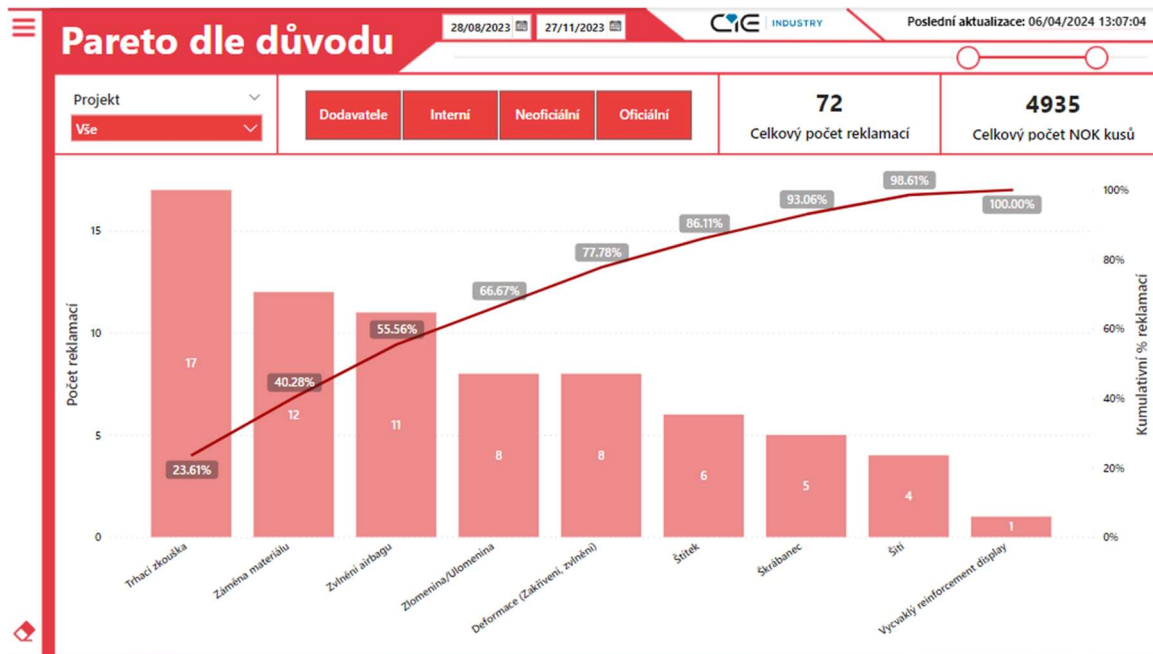 Pareto dle důvodu
28/08/2023
27/11/2023
CIE INDUSTRY
Poslední aktualizace: 06/04/2024 13:07:04
Projekt
Vše
Dodavatele
Interní
Neoficiální
Oficiální
72
Celkový počet reklamací
4935
Celkový počet NOK kusů
Počet reklamací
15
10
5
0
17
12
11
8
8
6
5
4
1
23.61%
40.28%
55.56%
66.67%
77.78%
86.11%
93.06%
98.61%
100.00%
100%
80%
60%
40%
20%
0%
Kumulativní % reklamací
Trhací zkouška
Záměna materiálu
Zvlnění airbagu
Zlomenina/Ulomenina
Deformace (Zakřivení, zvlnění)
Štítek
Škrábanec
Šití
Vycvaklý reinforcement display